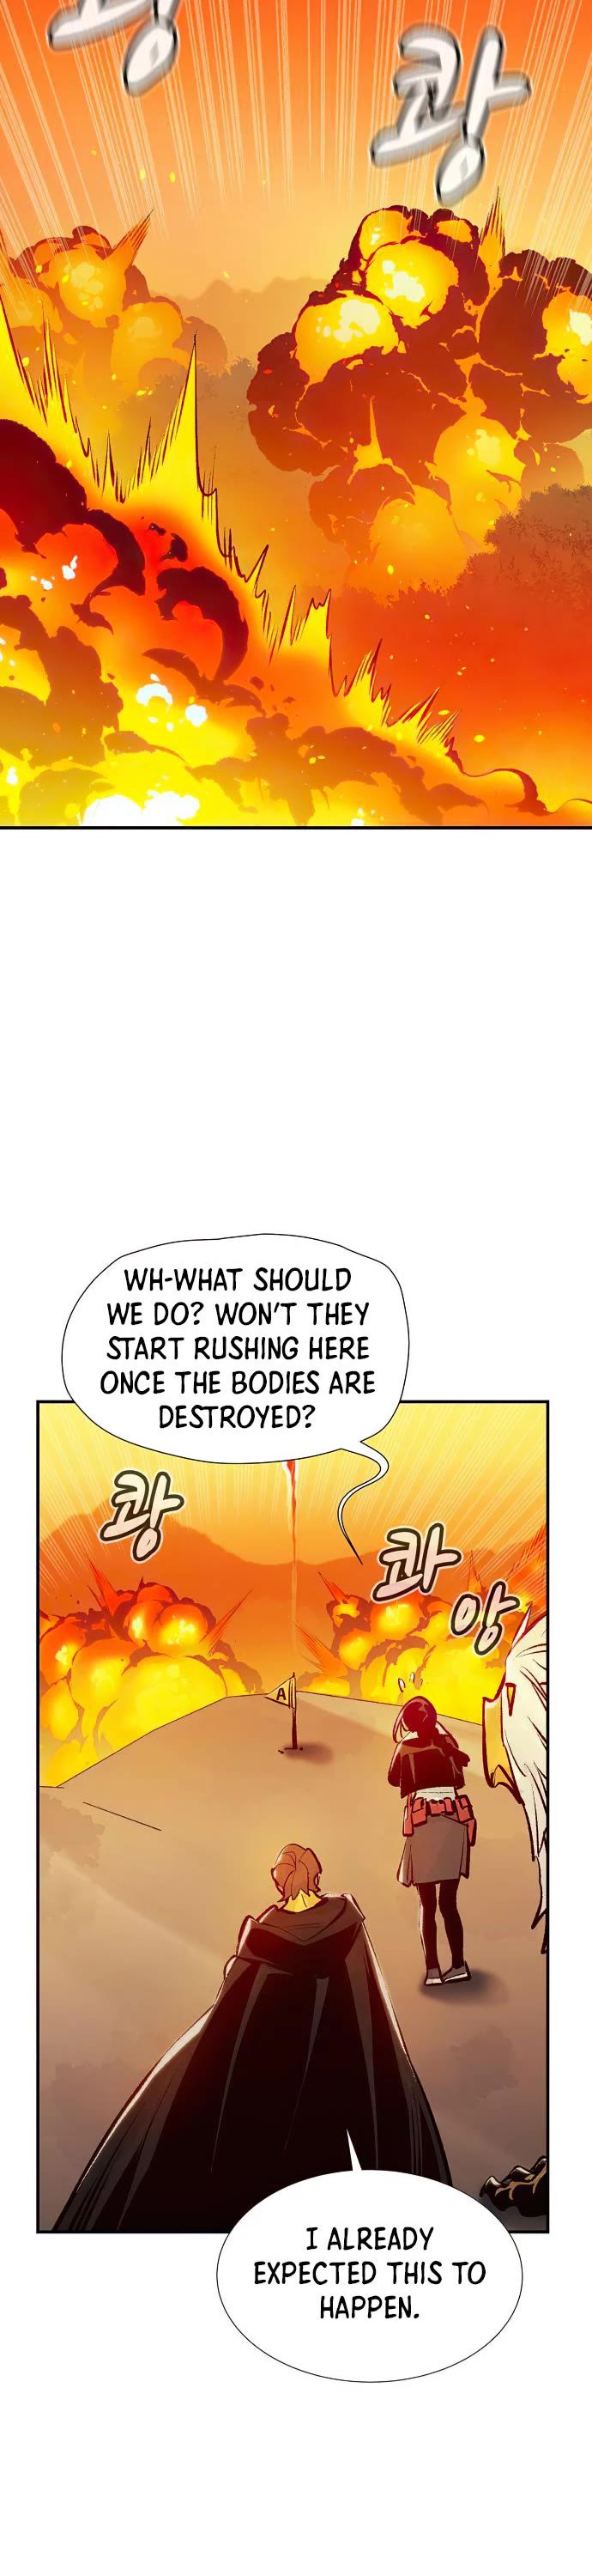 쾅
쾅
WH-WHAT SHOULD
WE DO? WON'T THEY
START RUSHING HERE
ONCE THE BODIES ARE
DESTROYED?
쾅
콰
앙
A
I ALREADY
EXPECTED THIS TO
HAPPEN.